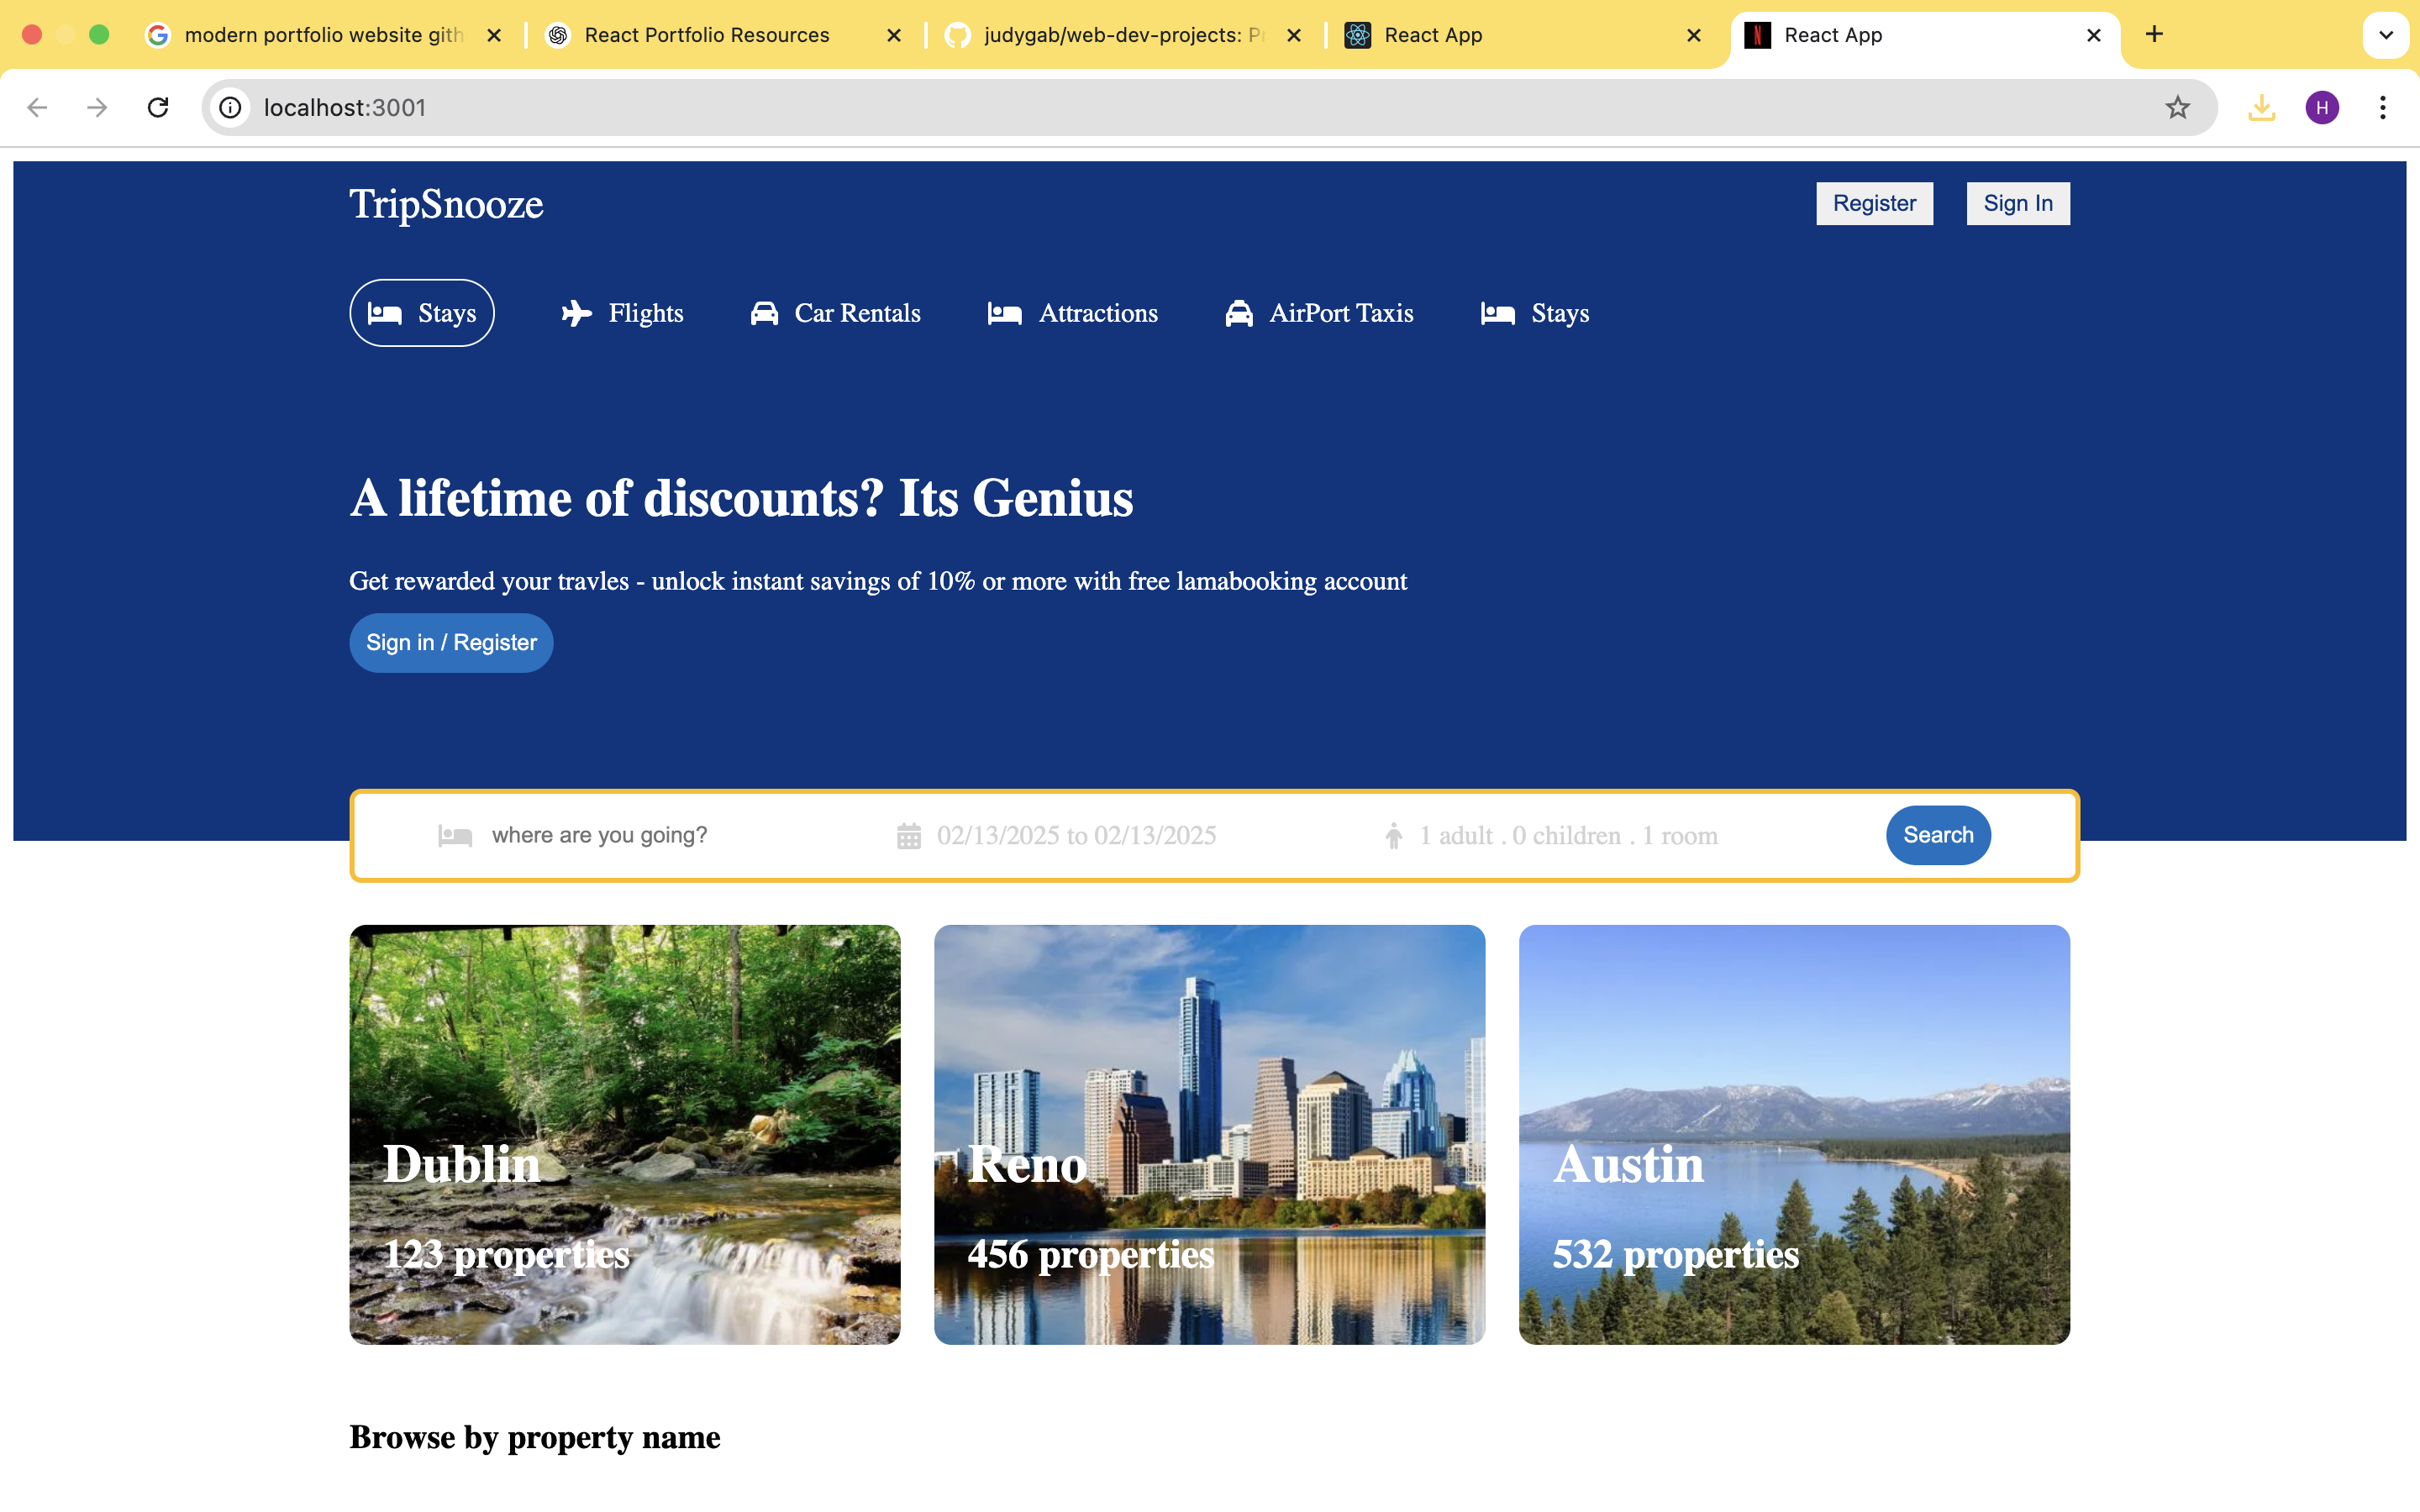 modern portfolio website gith
React Portfolio Resources
judygab/web-dev-projects: Pr
React App
React App
localhost:3001
H
TripSnooze
Register
Sign In
Stays
Flights
Car Rentals
Attractions
AirPort Taxis
Stays
A lifetime of discounts? Its Genius
Get rewarded your travles - unlock instant savings of 10% or more with free lamabooking account
Sign in / Register
where are you going?
02/13/2025 to 02/13/2025
1 adult . 0 children . 1 room
Search
Dublin
123 properties
Reno
456 properties
Austin
532 properties
Browse by property name